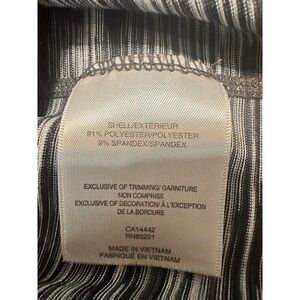 SHELL/EXTÉRIEUR
91% POLYESTER/POLYESTER
9% SPANDEX/SPANDEX
EXCLUSIVE OF TRIMMING/ GARNITURE
NON COMPRISE
EXCLUSIVE OF DECORATION/ À L'EXCEPTION
DE LA BORDURE
CA14442
RN88201
MADE IN VIETNAM
FABRIQUÉ EN VIETNAM